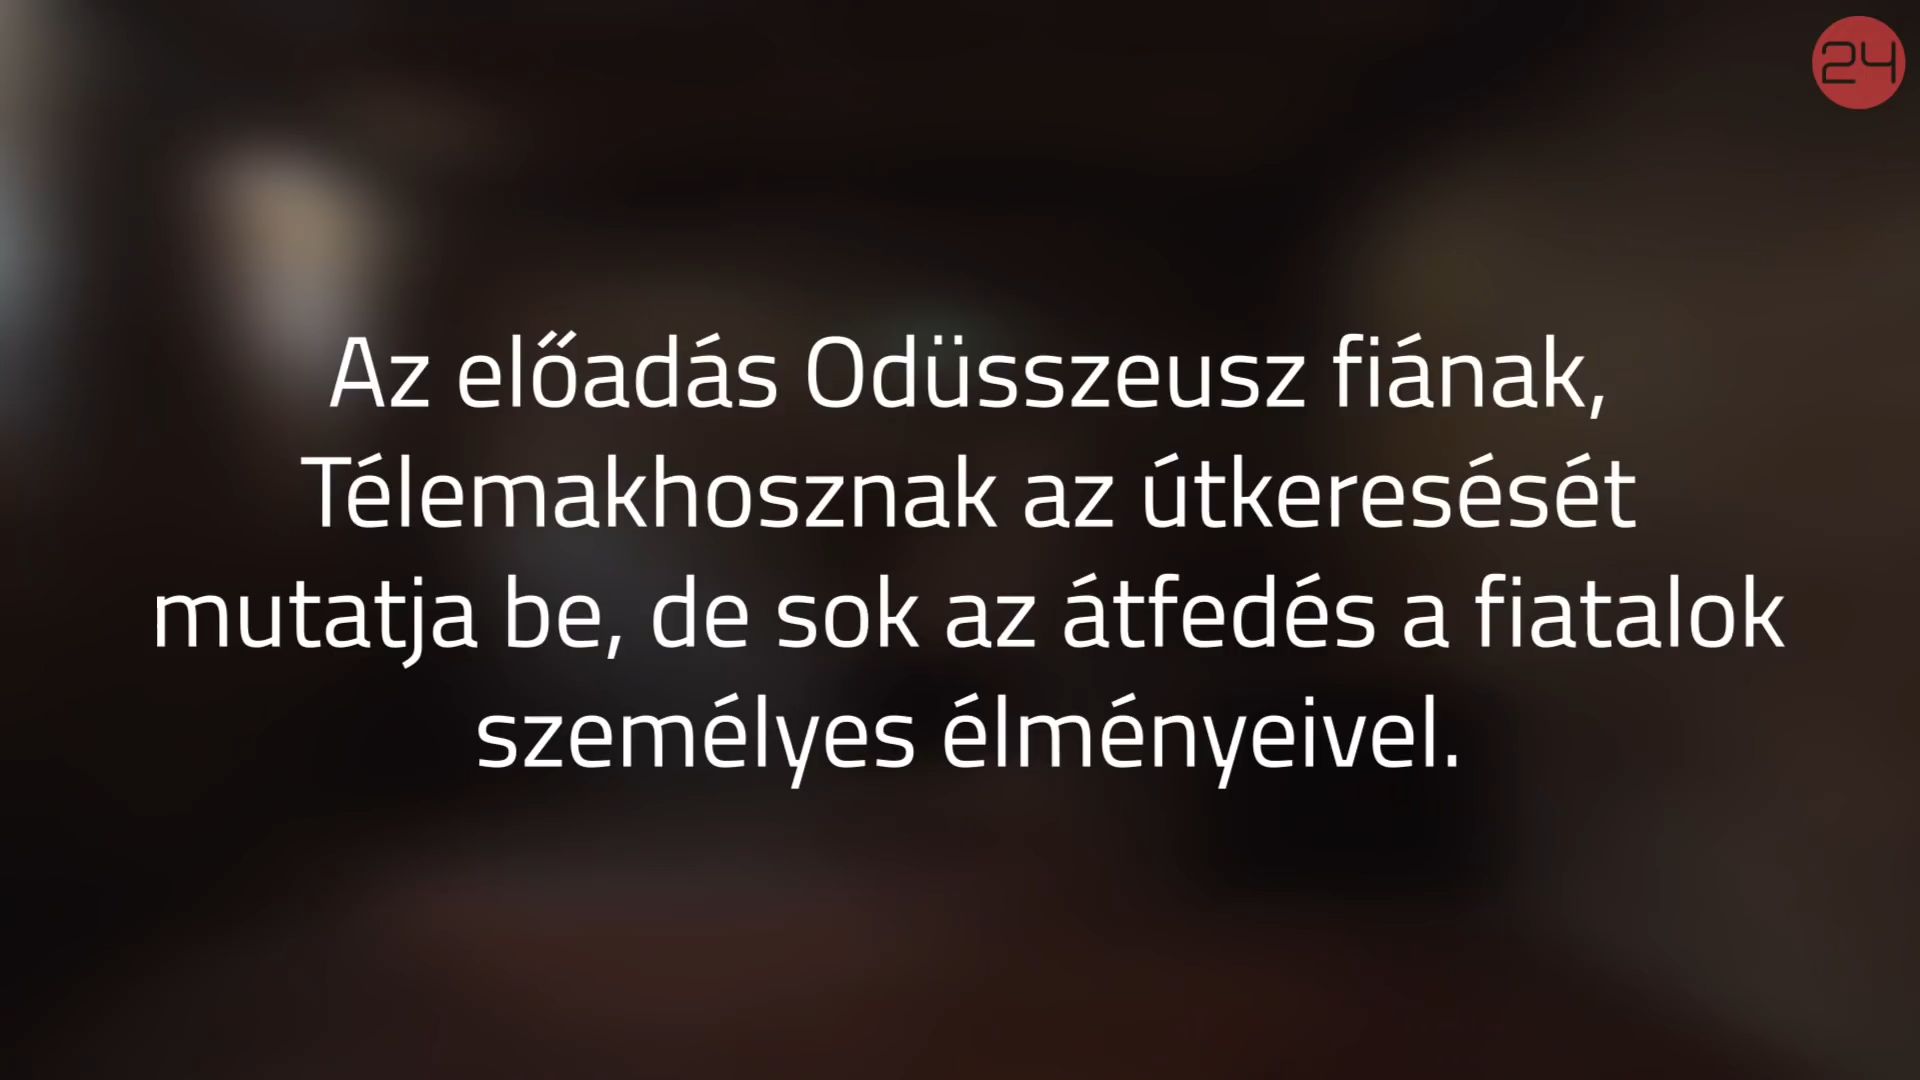 24
Az előadás Odüsszeusz fiának,
Télemakhosznak az útkeresését
mutatja be, de sok az átfedés a fiatalok
személyes élményeivel.